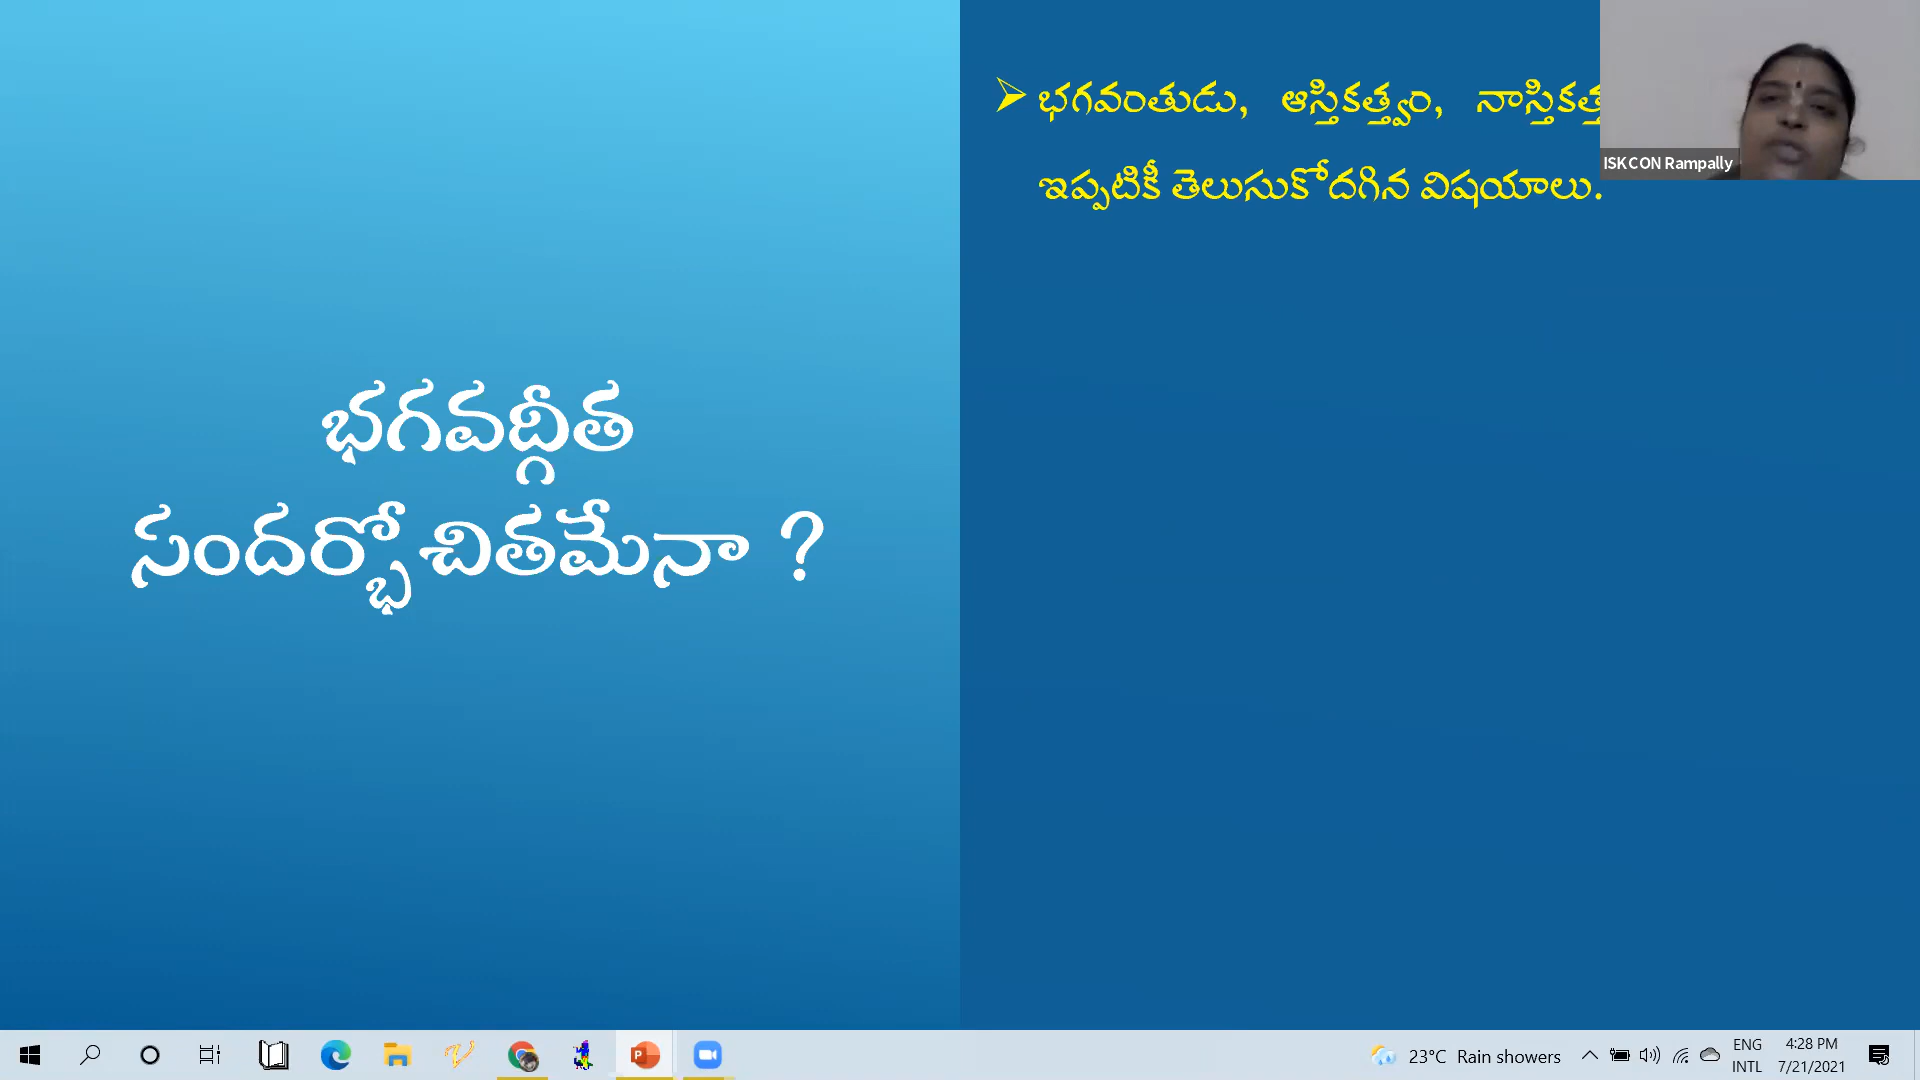 భగవద్గీత
సందర్భోచితమేనా ?
భగవంతుడు, ఆస్తికత్త్వం,
ఇప్పటికీ తెలుసుకోదగిన విషయాలు.
ISKCON Rampally
23°C Rain showers
ENG
INTL
4:28 PM
7/21/2021